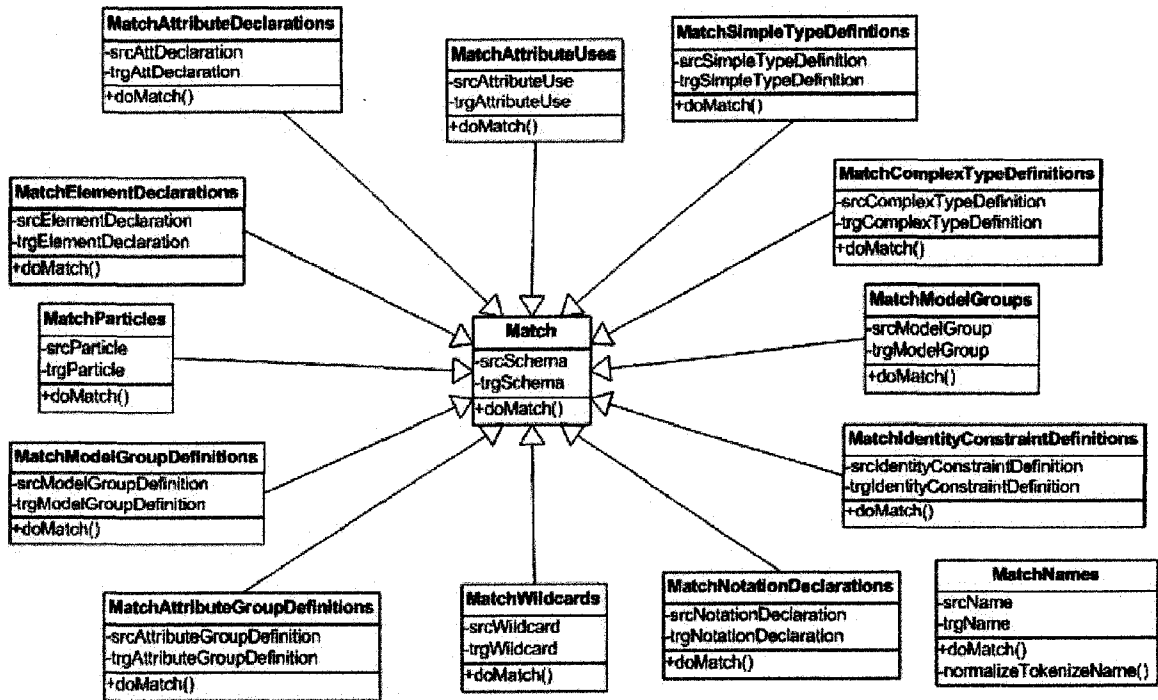 MatchAttributeDeclarations
-srcAttDeclaration
-trgAttDeclaration
+doMatch()
MatchAttributeUses
-srcAttributeUse
-trgAttributeUse
+doMatch()
MatchSimpleTypeDefintions
-srcSimpleTypeDefinition
-trgSimpleTypeDefinition
+doMatch()
MatchElementDeclarations
-srcElementDeclaration
-trgElementDeclaration
+doMatch()
MatchComplexTypeDefinitions
-srcComplexTypeDefinition
-trgComplexTypeDefinition
+doMatch()
MatchParticles
-srcParticle
-trgParticle
+doMatch()
Match
-srcSchema
-trgSchema
+doMatch()
MatchModelGroups
-srcModelGroup
-trgModelGroup
+doMatch()
MatchModelGroupDefinitions
-srcModelGroupDefinition
-trgModelGroupDefinition
+doMatch()
MatchIdentityConstraintDefinitions
-srcIdentityConstraintDefinition
-trgIdentityConstraintDefinition
+doMatch()
MatchAttributeGroupDefinitions
-srcAttributeGroupDefinition
-trgAttributeGroupDefinition
+doMatch()
MatchWildcards
-srcWildcard
-trgWildcard
+doMatch()
MatchNotationDeclarations
-srcNotationDeclaration
-trgNotationDeclaration
+doMatch()
MatchNames
-srcName
-trgName
+doMatch()
-normalizeTokenizeName()